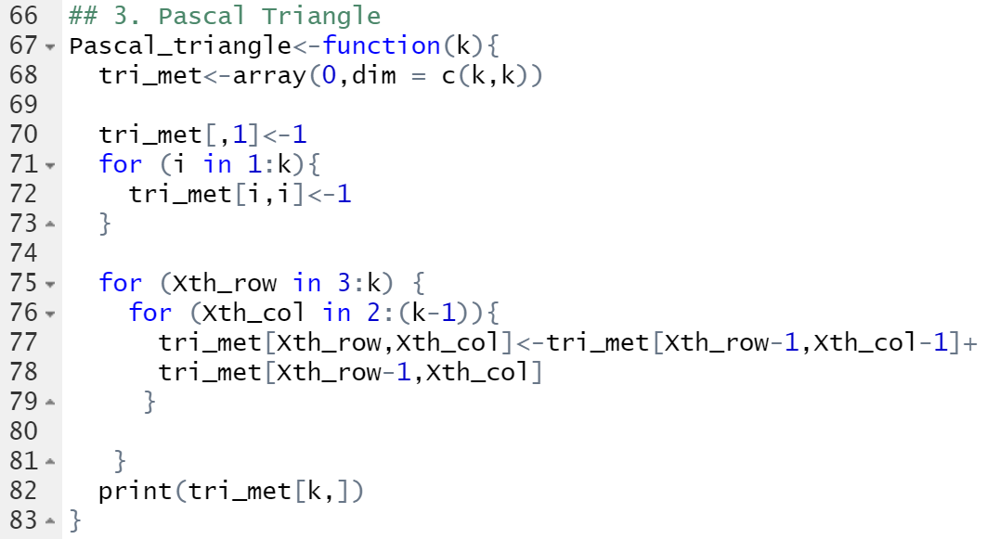 66 ## 3. Pascal Triangle
67 Pascal_triangle<-function(k){
68   tri_met<-array(0,dim = c(k,k))
69
70   tri_met[,1]<-1
71   for (i in 1:k){
72     tri_met[i,i]<-1
73   }
74
75   for (Xth_row in 3:k) {
76     for (Xth_col in 2:(k-1)){
77       tri_met[Xth_row,Xth_col]<-tri_met[Xth_row-1,Xth_col-1]+
78       tri_met[Xth_row-1,Xth_col]
79      }
80
81    }
82   print(tri_met[k,])
83 }